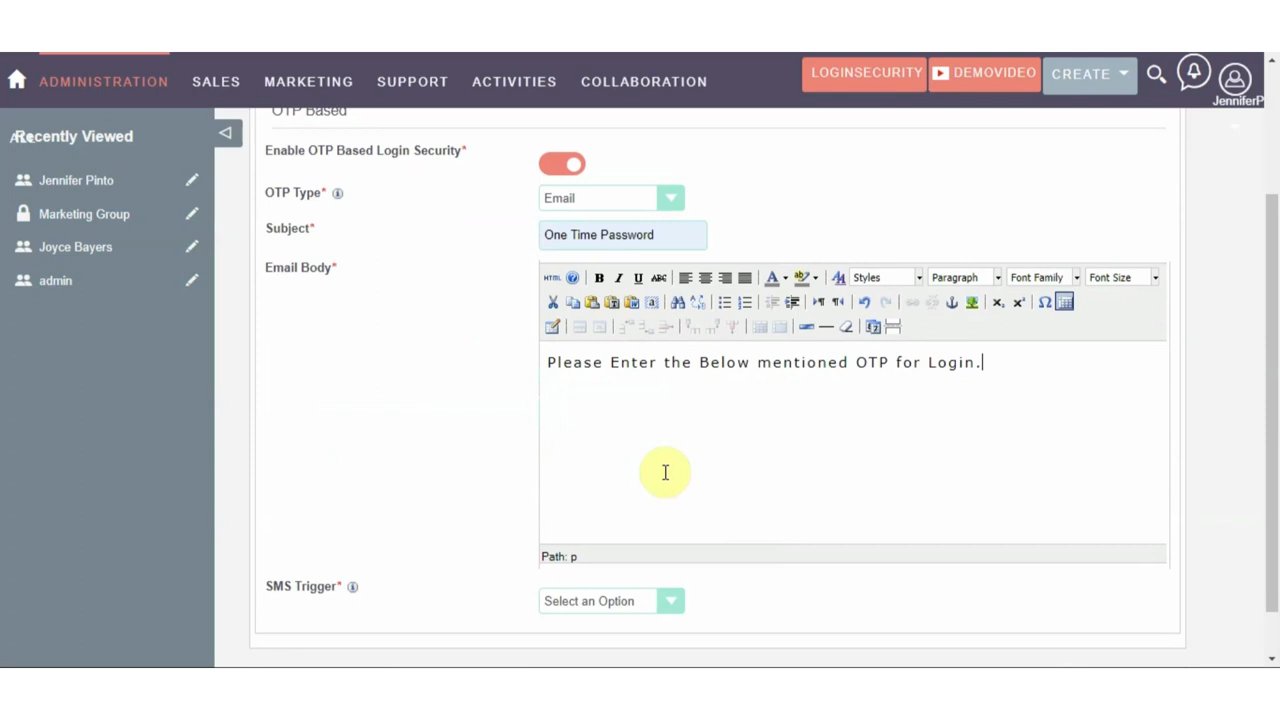 ADMINISTRATION SALES MARKETING SUPPORT ACTIVITIES COLLABORATION LOGINSECURITY DEMOVIDEO CREATE
JenniferP
Recently Viewed
Jennifer Pinto
Marketing Group
Joyce Bayers
admin
OTP Based
Enable OTP Based Login Security*
OTP Type* Email
Subject* One Time Password
Email Body*
HTML B I U ABC A Styles Paragraph Font Family Font Size
Please Enter the Below mentioned OTP for Login.
Path: p
SMS Trigger* Select an Option